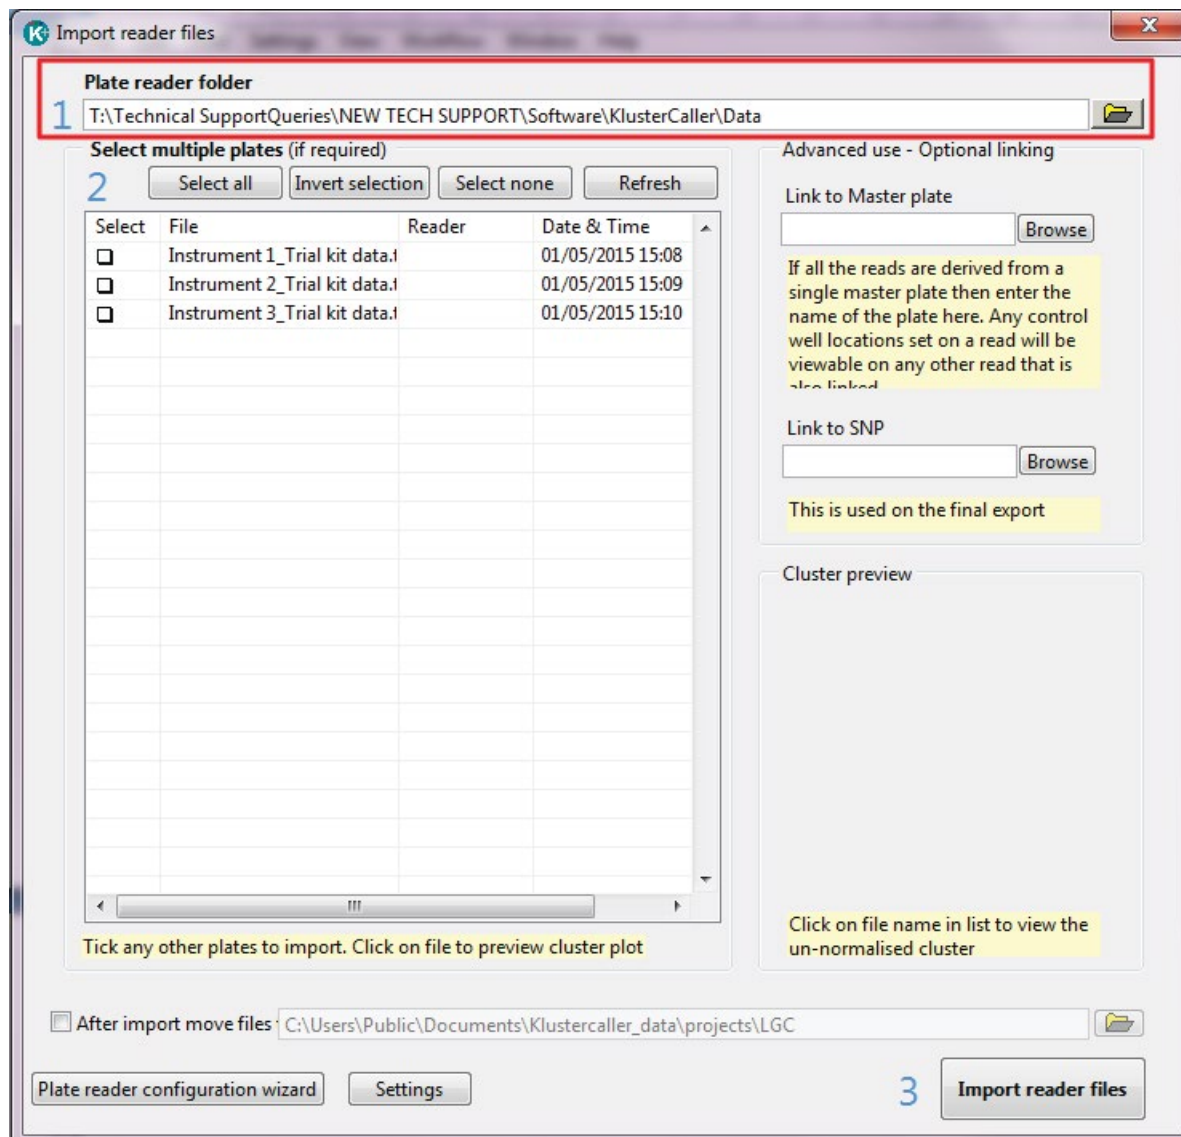 Import reader files
Settings View Workflow Window Help
Plate reader folder
1 T:\Technical SupportQueries\NEW TECH SUPPORT\Software\KlusterCaller\Data
Select multiple plates (if required)
2 Select all Invert selection Select none Refresh
Select File Reader Date & Time
Instrument 1_Trial kit data.t 01/05/2015 15:08
Instrument 2_Trial kit data.t 01/05/2015 15:09
Instrument 3_Trial kit data.t 01/05/2015 15:10
Tick any other plates to import. Click on file to preview cluster plot
Advanced use - Optional linking
Link to Master plate
Browse
If all the reads are derived from a
single master plate then enter the
name of the plate here. Any control
well locations set on a read will be
viewable on any other read that is
also linked
Link to SNP
Browse
This is used on the final export
Cluster preview
Click on file name in list to view the
un-normalised cluster
After import move files C:\Users\Public\Documents\Klustercaller_data\projects\LGC
Plate reader configuration wizard Settings 3 Import reader files